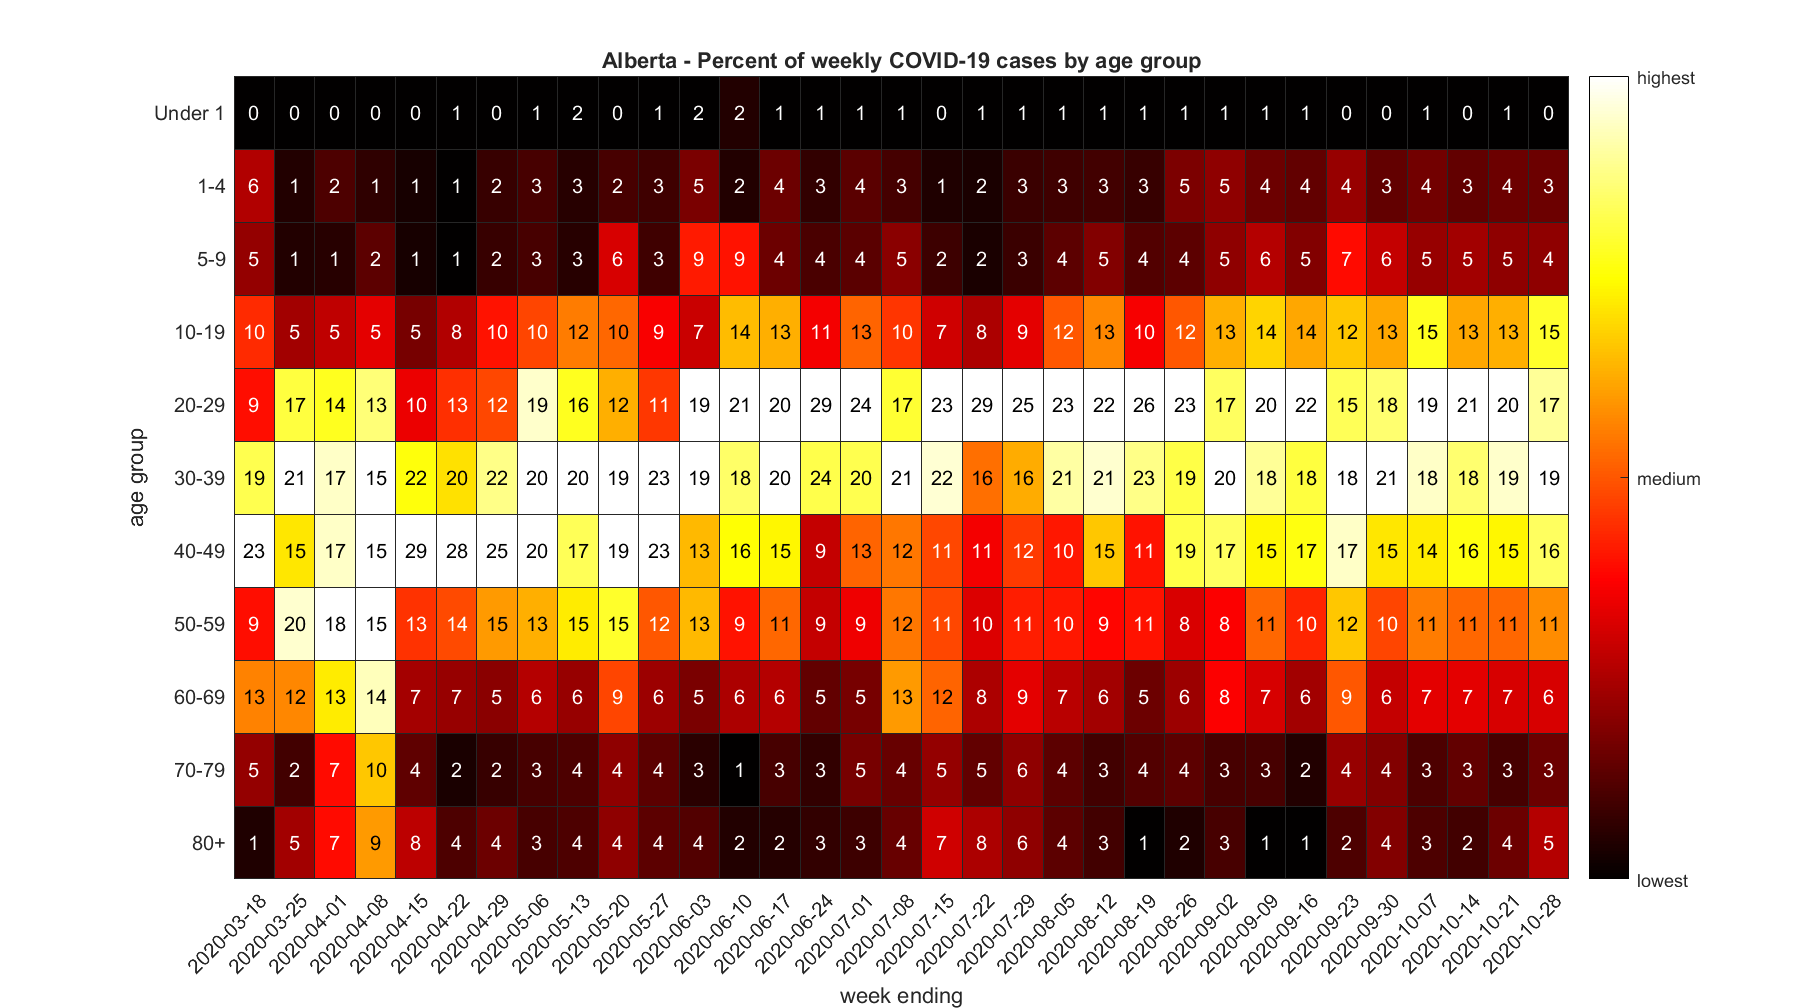 Alberta - Percent of weekly COVID-19 cases by age group
highest
Under 1 0 0 0 0 0 1 0 1 2 0 1 2 2 1 1 1 1 0 1 1 1 1 1 1 1 1 1 0 0 1 0 1 0
1-4 6 1 2 1 1 1 2 3 3 2 3 5 2 4 3 4 3 1 2 3 3 3 3 5 5 4 4 4 3 4 3 4 3
5-9 5 1 1 2 1 1 2 3 3 6 3 9 9 4 4 4 5 2 2 3 4 5 4 4 5 6 5 7 6 5 5 5 4
10-19 10 5 5 5 5 8 10 10 12 10 9 7 14 13 11 13 10 7 8 9 12 13 10 12 13 14 14 12 13 15 13 13 15
20-29 9 17 14 13 10 13 12 19 16 12 11 19 21 20 29 24 17 23 29 25 23 22 26 23 17 20 22 15 18 19 21 20 17
30-39 19 21 17 15 22 20 22 20 20 19 23 19 18 20 24 20 21 22 16 16 21 21 23 19 20 18 18 18 21 18 18 19 19
medium
40-49 23 15 17 15 29 28 25 20 17 19 23 13 16 15 9 13 12 11 11 12 10 15 11 19 17 15 17 17 15 14 16 15 16
50-59 9 20 18 15 13 14 15 13 15 15 12 13 9 11 9 9 12 11 10 11 10 9 11 8 8 11 10 12 10 11 11 11 11
60-69 13 12 13 14 7 7 5 6 6 9 6 5 6 6 5 5 13 12 8 9 7 6 5 6 8 7 6 9 6 7 7 7 6
70-79 5 2 7 10 4 2 2 3 4 4 4 3 1 3 3 5 4 5 5 6 4 3 4 4 3 3 2 4 4 3 3 3 3
80+ 1 5 7 9 8 4 4 3 4 4 4 4 2 2 3 3 4 7 8 6 4 3 1 2 3 1 1 2 4 3 2 4 5
lowest
age group
2020-03-18 2020-03-25 2020-04-01 2020-04-08 2020-04-15 2020-04-22 2020-04-29 2020-05-06 2020-05-13 2020-05-20 2020-05-27 2020-06-03 2020-06-10 2020-06-17 2020-06-24 2020-07-01 2020-07-08 2020-07-15 2020-07-22 2020-07-29 2020-08-05 2020-08-12 2020-08-19 2020-08-26 2020-09-02 2020-09-09 2020-09-16 2020-09-23 2020-09-30 2020-10-07 2020-10-14 2020-10-21 2020-10-28
week ending